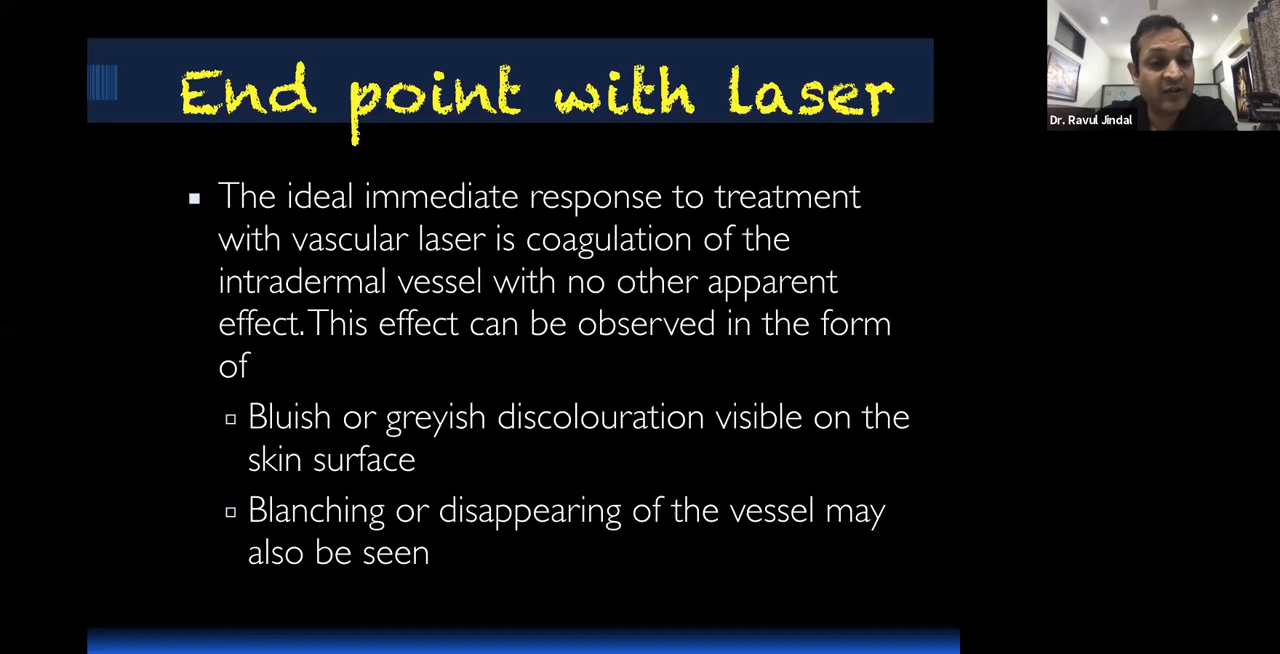 End point with laser
Dr. Ravul Jindal
The ideal immediate response to treatment
with vascular laser is coagulation of the
intradermal vessel with no other apparent
effect. This effect can be observed in the form
of
Bluish or greyish discolouration visible on the
skin surface
Blanching or disappearing of the vessel may
also be seen